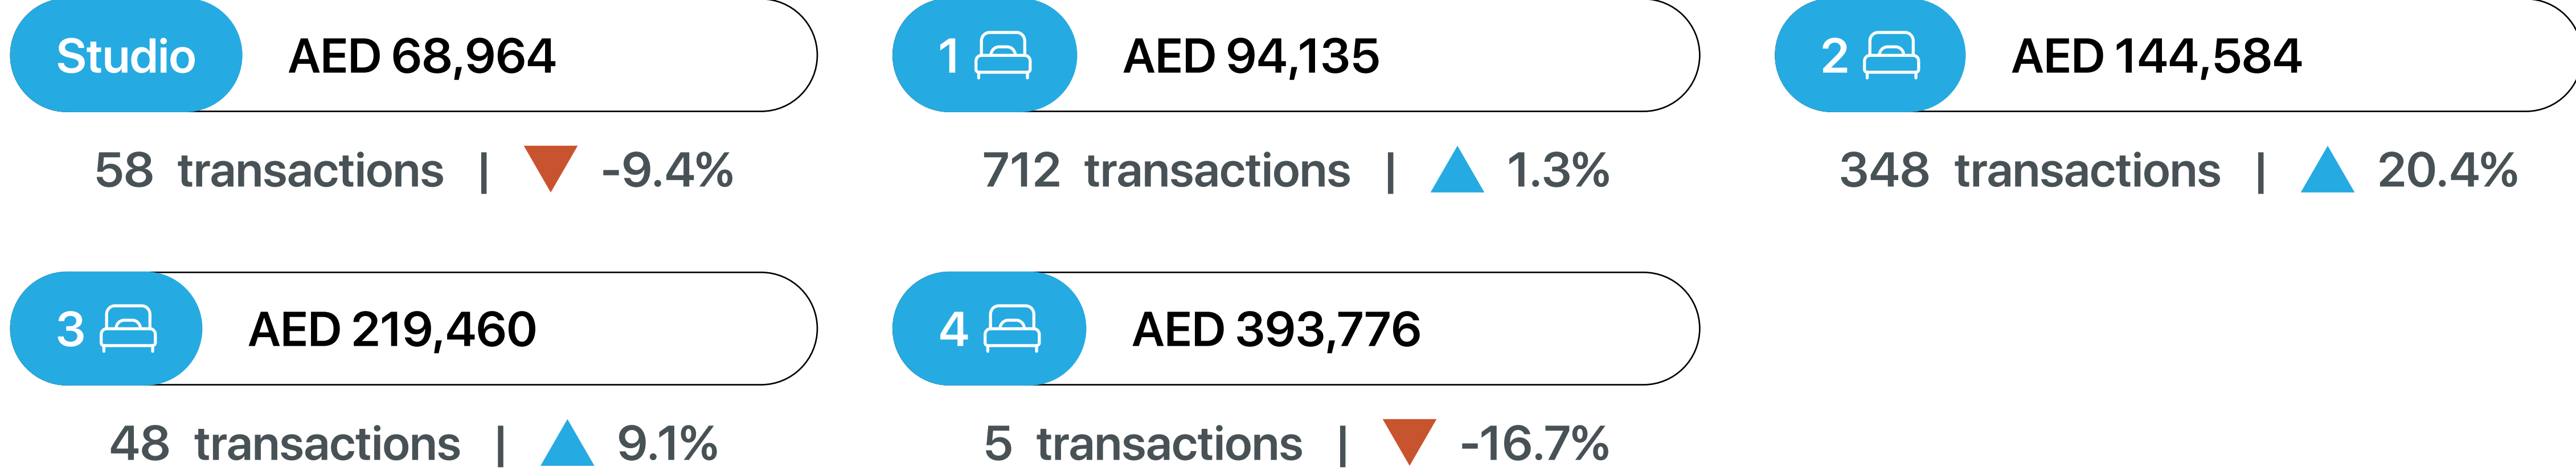 Studio AED 68,964
58 transactions | -9.4%
1 AED 94,135
712 transactions | 1.3%
2 AED 144,584
348 transactions | 20.4%
3 AED 219,460
48 transactions | 9.1%
4 AED 393,776
5 transactions | -16.7%